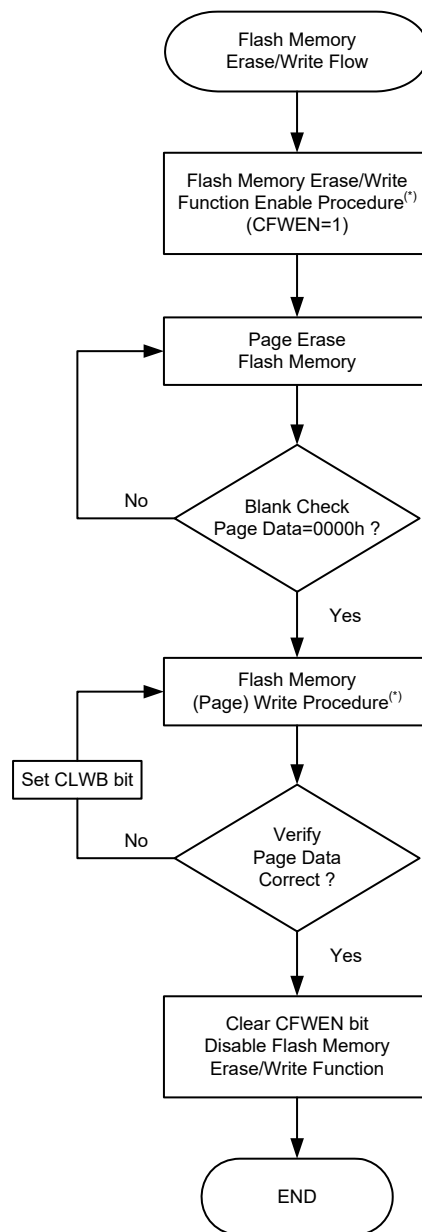 Flash Memory
Erase/Write Flow
Flash Memory Erase/Write
Function Enable Procedure(*)
(CFWEN=1)
Page Erase
Flash Memory
No
Blank Check
Page Data=0000h ?
Yes
Flash Memory
(Page) Write Procedure(*)
Set CLWB bit
No
Verify
Page Data
Correct ?
Yes
Clear CFWEN bit
Disable Flash Memory
Erase/Write Function
END